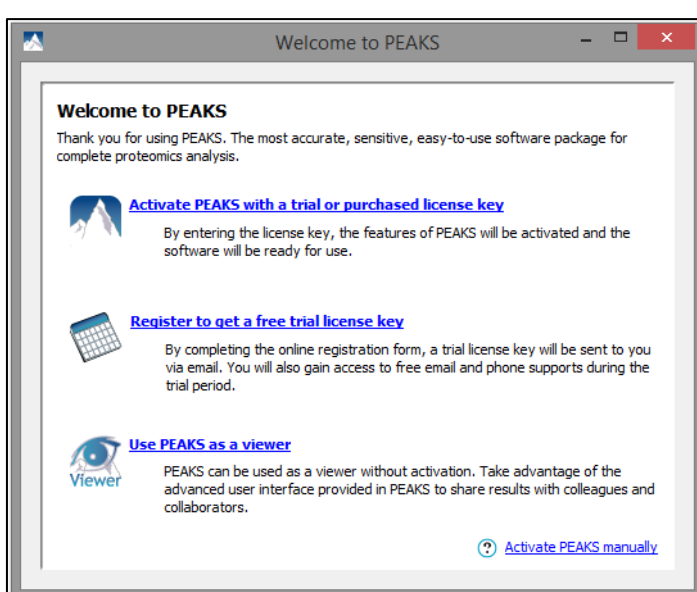 Welcome to PEAKS
Welcome to PEAKS
Thank you for using PEAKS. The most accurate, sensitive, easy-to-use software package for
complete proteomics analysis.
Activate PEAKS with a trial or purchased license key
By entering the license key, the features of PEAKS will be activated and the
software will be ready for use.
Register to get a free trial license key
By completing the online registration form, a trial license key will be sent to you
via email. You will also gain access to free email and phone supports during the
trial period.
Use PEAKS as a viewer
Viewer
PEAKS can be used as a viewer without activation. Take advantage of the
advanced user interface provided in PEAKS to share results with colleagues and
collaborators.
? Activate PEAKS manually